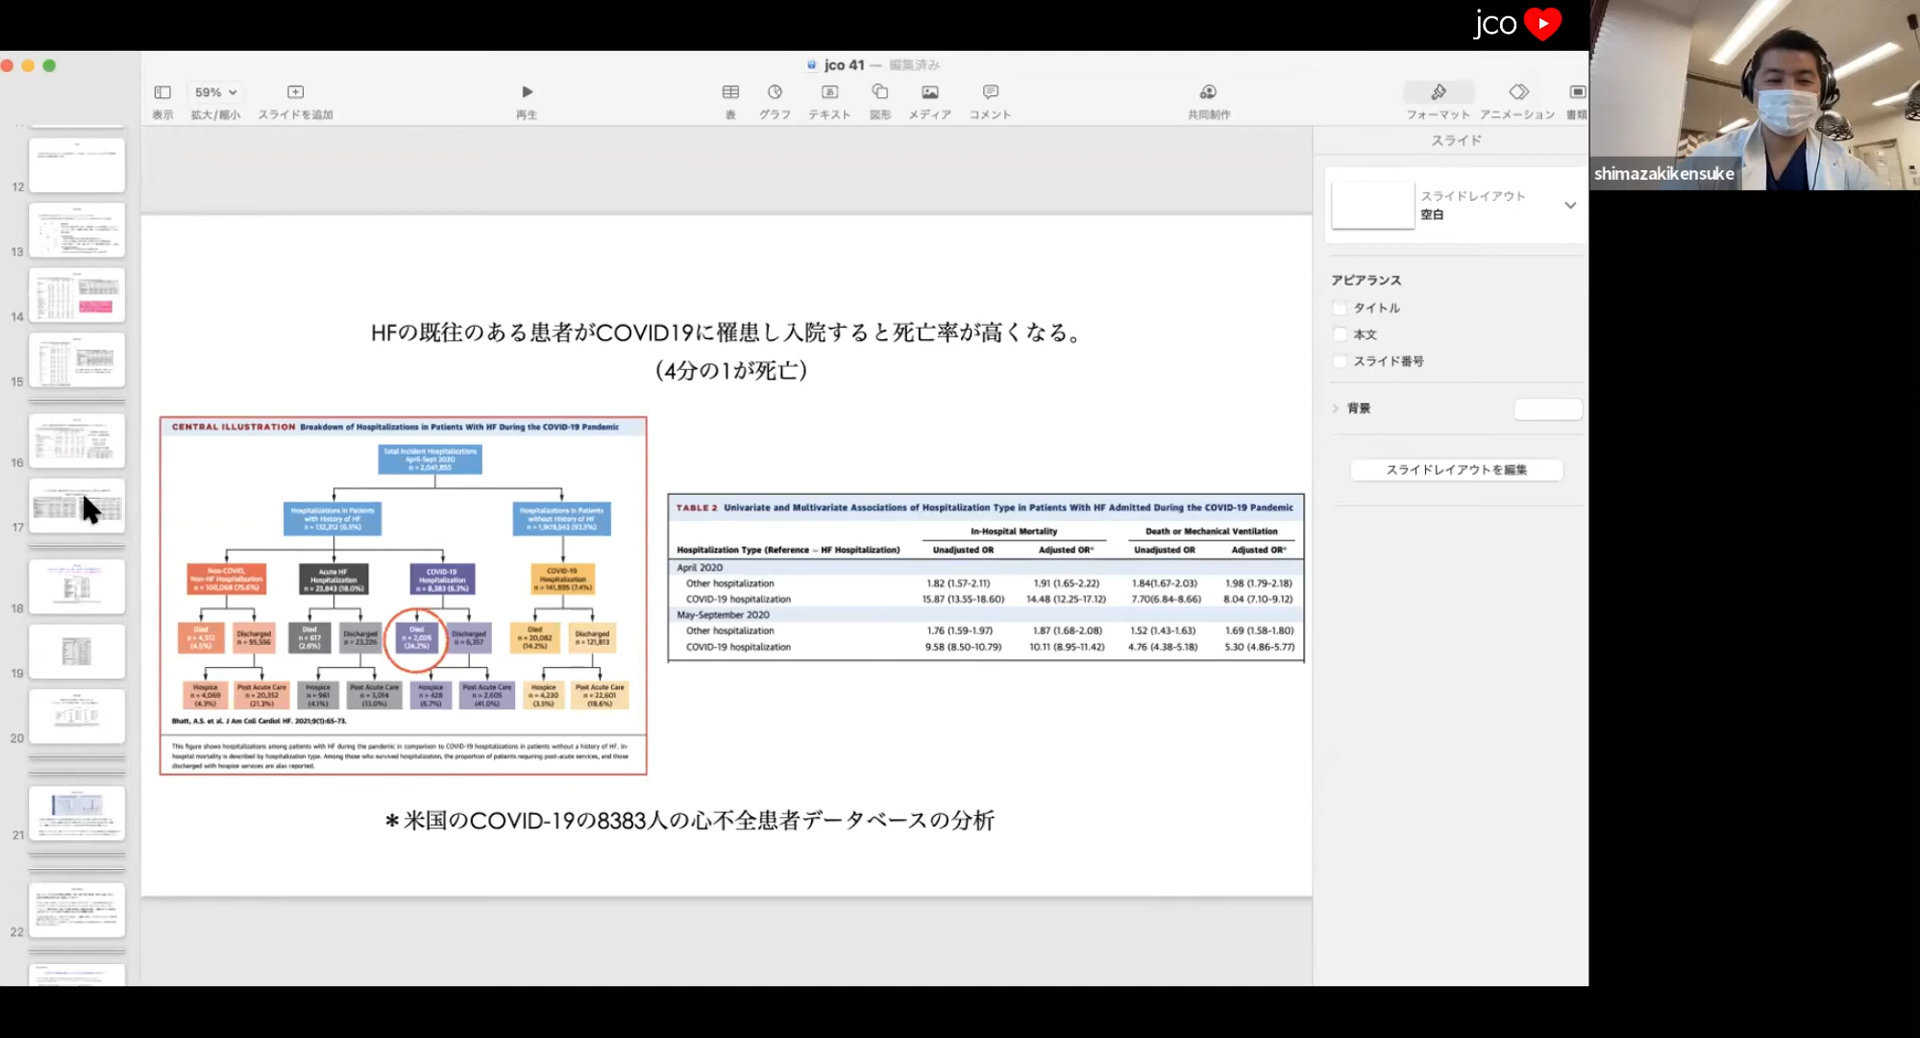 jco
shimazakikensuke
jco 41 — 編集済み
59%
表示
拡大/縮小
スライドを追加
再生
表
グラフ
テキスト
図形
メディア
コメント
共同制作
フォーマット
アニメーション
書類
スライド
スライドレイアウト
空白
アピアランス
タイトル
本文
スライド番号
背景
スライドレイアウトを編集
12
13
14
15
16
17
18
19
20
21
22
HFの既往のある患者がCOVID19に罹患し入院すると死亡率が高くなる。
（4分の1が死亡）
CENTRAL ILLUSTRATION Breakdown of Hospitalizations in Patients With HF During the COVID-19 Pandemic
Total Incident Hospitalizations
April-Sept 2020
n = 2,041,855
Hospitalizations in Patients
with History of HF
n = 132,312 (6.5%)
Hospitalizations in Patients
without History of HF
n = 1,909,543 (93.5%)
Non-COVID,
Non-HF Hospitalization
n = 100,068 (75.6%)
Acute HF
Hospitalization
n = 23,843 (18.0%)
COVID-19
Hospitalization
n = 8,383 (6.3%)
COVID-19
Hospitalization
n = 141,895 (7.4%)
Died
n = 4,512
(4.5%)
Discharged
n = 95,556
Died
n = 617
(2.6%)
Discharged
n = 23,226
Died
n = 2,026
(24.2%)
Discharged
n = 6,357
Died
n = 20,082
(14.2%)
Discharged
n = 121,813
Hospice
n = 4,069
(4.3%)
Post Acute Care
n = 20,352
(21.3%)
Hospice
n = 961
(4.1%)
Post Acute Care
n = 3,014
(13.0%)
Hospice
n = 428
(6.7%)
Post Acute Care
n = 2,605
(41.0%)
Hospice
n = 4,230
(3.5%)
Post Acute Care
n = 22,601
(18.6%)
Bhatt, A.S. et al. J Am Coll Cardiol HF. 2021;9(1):65-73.
This figure shows hospitalizations among patients with HF during the pandemic in comparison to COVID-19 hospitalizations in patients without a history of HF. In-
hospital mortality is described by hospitalization type. Among those who survived hospitalization, the proportion of patients requiring post-acute services, and those
discharged with hospice services are also reported.
TABLE 2 Univariate and Multivariate Associations of Hospitalization Type in Patients With HF Admitted During the COVID-19 Pandemic
In-Hospital Mortality Death or Mechanical Ventilation
Hospitalization Type (Reference = HF Hospitalization) Unadjusted OR Adjusted OR* Unadjusted OR Adjusted OR*
April 2020
Other hospitalization 1.82 (1.57-2.11) 1.91 (1.65-2.22) 1.84(1.67-2.03) 1.98 (1.79-2.18)
COVID-19 hospitalization 15.87 (13.55-18.60) 14.48 (12.25-17.12) 7.70(6.84-8.66) 8.04 (7.10-9.12)
May-September 2020
Other hospitalization 1.76 (1.59-1.97) 1.87 (1.68-2.08) 1.52 (1.43-1.63) 1.69 (1.58-1.80)
COVID-19 hospitalization 9.58 (8.50-10.79) 10.11 (8.95-11.42) 4.76 (4.38-5.18) 5.30 (4.86-5.77)
＊米国のCOVID-19の8383人の心不全患者データベースの分析